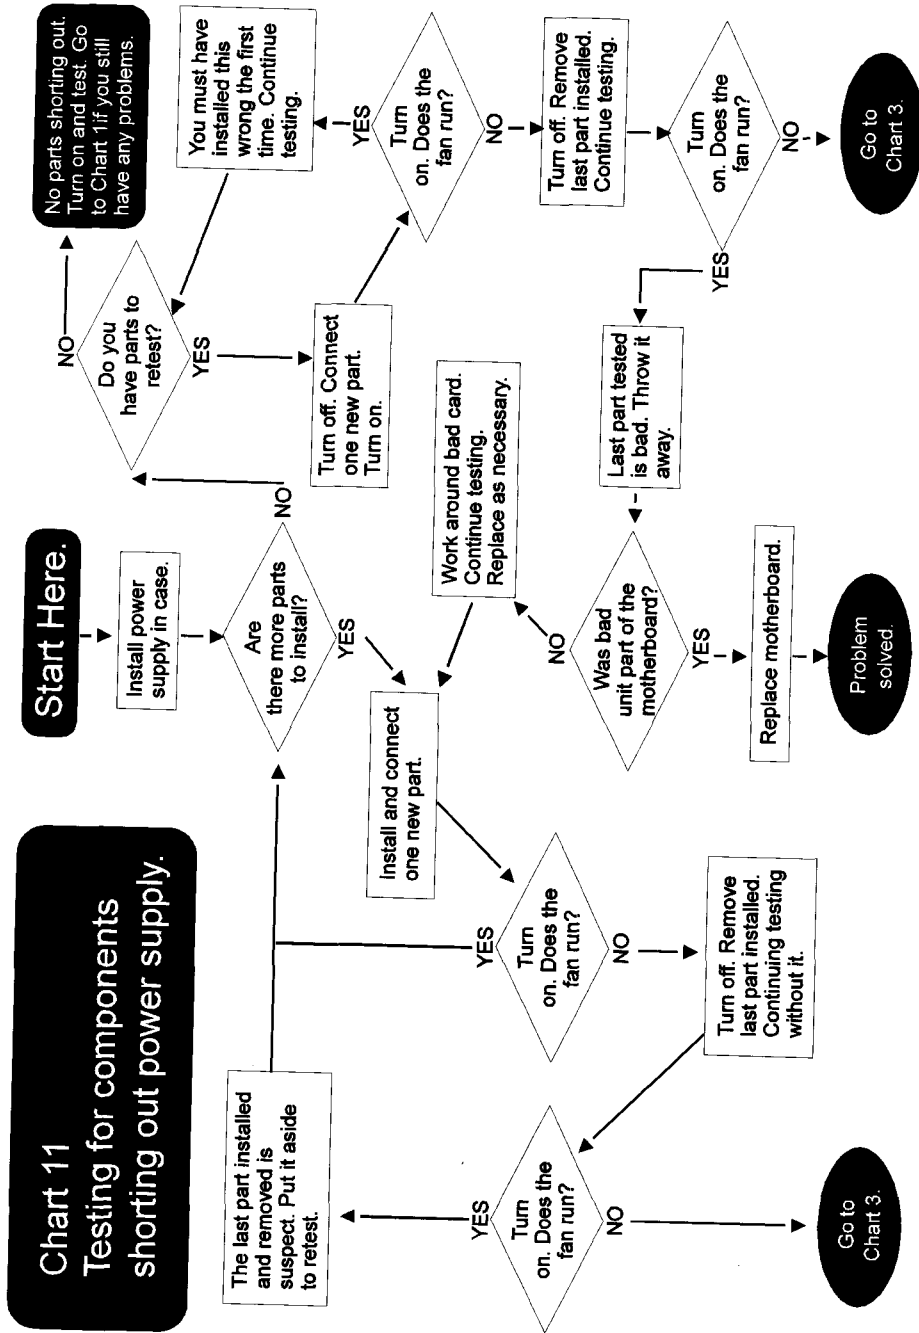 Chart 11
Testing for components
shorting out power supply.
Start Here.
Install power
supply in case.
Are
there more parts
to install?
NO
YES
Do you
have parts to
retest?
NO
YES
No parts shorting out.
Turn on and test. Go
to Chart 1if you still
have any problems.
You must have
installed this
wrong the first
time. Continue
testing.
Turn off. Connect
one new part.
Turn on.
YES
Turn
on. Does the
fan run?
NO
Turn off. Remove
last part installed.
Continue testing.
Turn
on. Does the
fan run?
YES
NO
Go to
Chart 3.
Last part tested
is bad. Throw it
away.
Was bad
unit part of the
motherboard?
NO
YES
Work around bad card.
Continue testing.
Replace as necessary.
Replace motherboard.
Problem
solved.
Install and connect
one new part.
YES
Turn
on. Does the
fan run?
NO
Turn off. Remove
last part installed.
Continuing testing
without it.
The last part installed
and removed is
suspect. Put it aside
to retest.
YES
Turn
on. Does the
fan run?
NO
Go to
Chart 3.